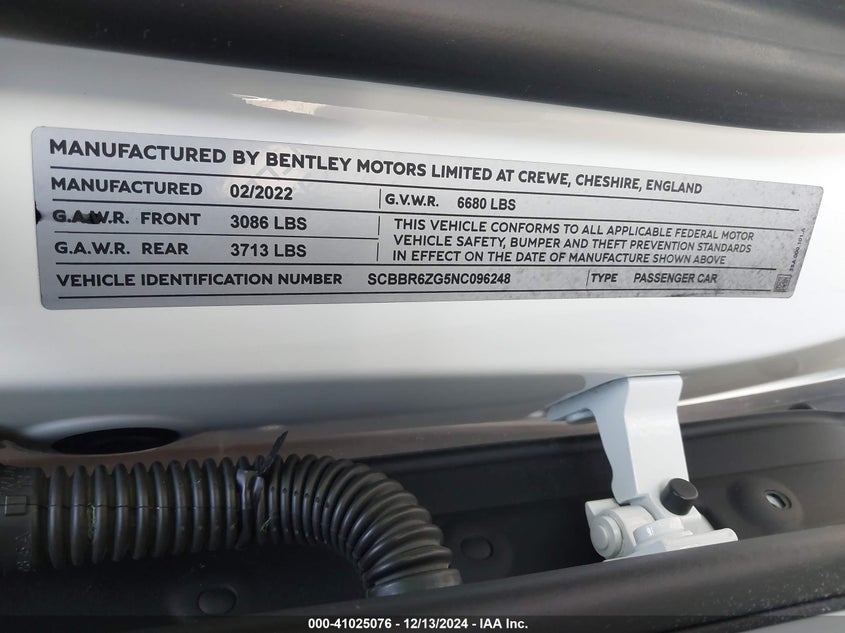 MANUFACTURED BY BENTLEY MOTORS LIMITED AT CREWE, CHESHIRE, ENGLAND
MANUFACTURED 02/2022 G.V.W.R. 6680 LBS
G.A.W.R. FRONT 3086 LBS
G.A.W.R. REAR 3713 LBS
THIS VEHICLE CONFORMS TO ALL APPLICABLE FEDERAL MOTOR
VEHICLE SAFETY, BUMPER AND THEFT PREVENTION STANDARDS
IN EFFECT ON THE DATE OF MANUFACTURE SHOWN ABOVE
VEHICLE IDENTIFICATION NUMBER SCBBR6ZG5NC096248 TYPE PASSENGER CAR
000-41025076 - 12/13/2024 - IAA Inc.